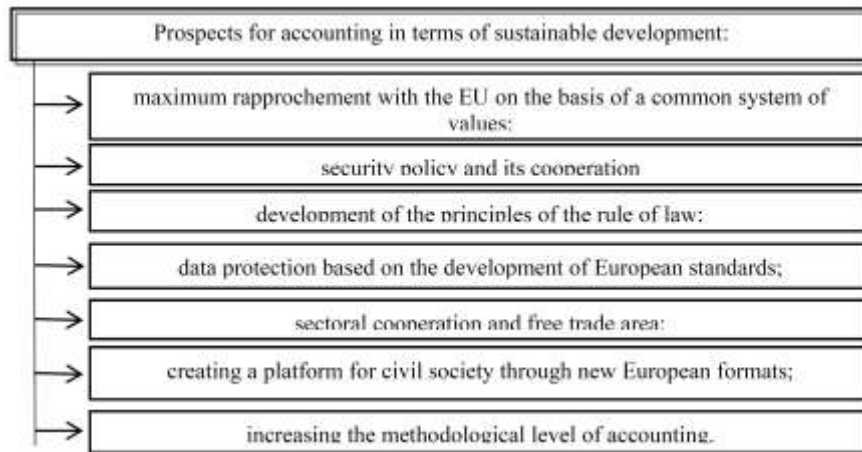 Prospects for accounting in terms of sustainable development:
maximum rapprochement with the EU on the basis of a common system of
values;
security policy and its cooperation
development of the principles of the rule of law;
data protection based on the development of European standards;
sectoral cooperation and free trade area;
creating a platform for civil society through new European formats;
increasing the methodological level of accounting.